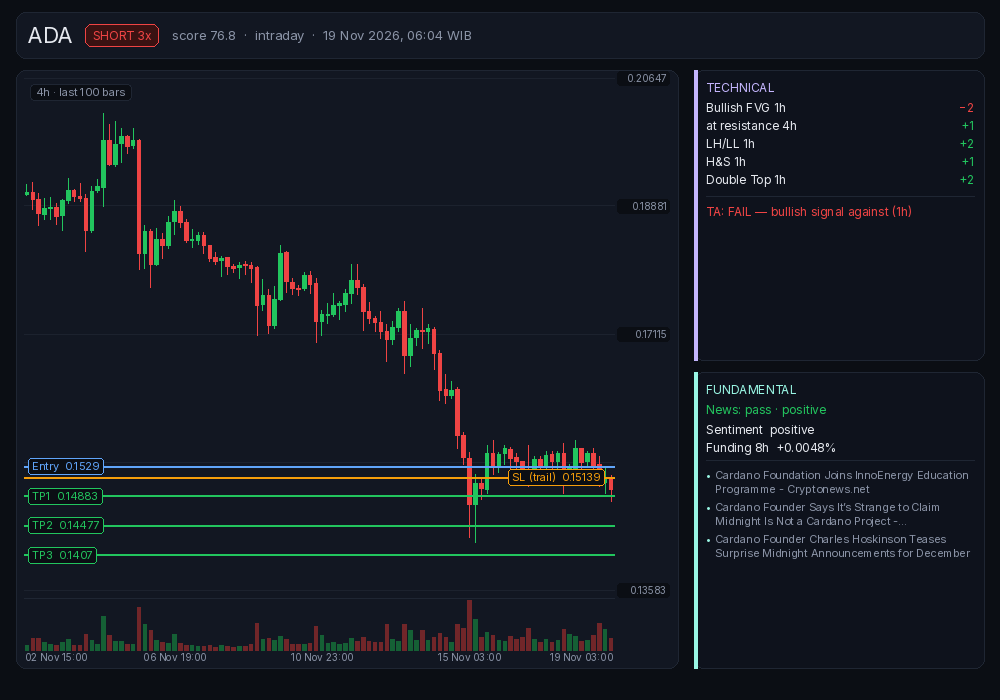 ADA SHORT 3x score 76.8 · intraday · 19 Nov 2026, 06:04 WIB
4h · last 100 bars
0.20647
0.18881
0.17115
0.13583
Entry 0.1529
SL (trail) 0.15139
TP1 0.14883
TP2 0.14477
TP3 0.1407
02 Nov 15:00 06 Nov 19:00 10 Nov 23:00 15 Nov 03:00 19 Nov 03:00
TECHNICAL
Bullish FVG 1h −2
at resistance 4h +1
LH/LL 1h +2
H&S 1h +1
Double Top 1h +2
TA: FAIL — bullish signal against (1h)
FUNDAMENTAL
News: pass · positive
Sentiment positive
Funding 8h +0.0048%
• Cardano Foundation Joins InnoEnergy Education
Programme - Cryptonews.net
• Cardano Founder Says It's Strange to Claim
Midnight Is Not a Cardano Project -...
• Cardano Founder Charles Hoskinson Teases
Surprise Midnight Announcements for December